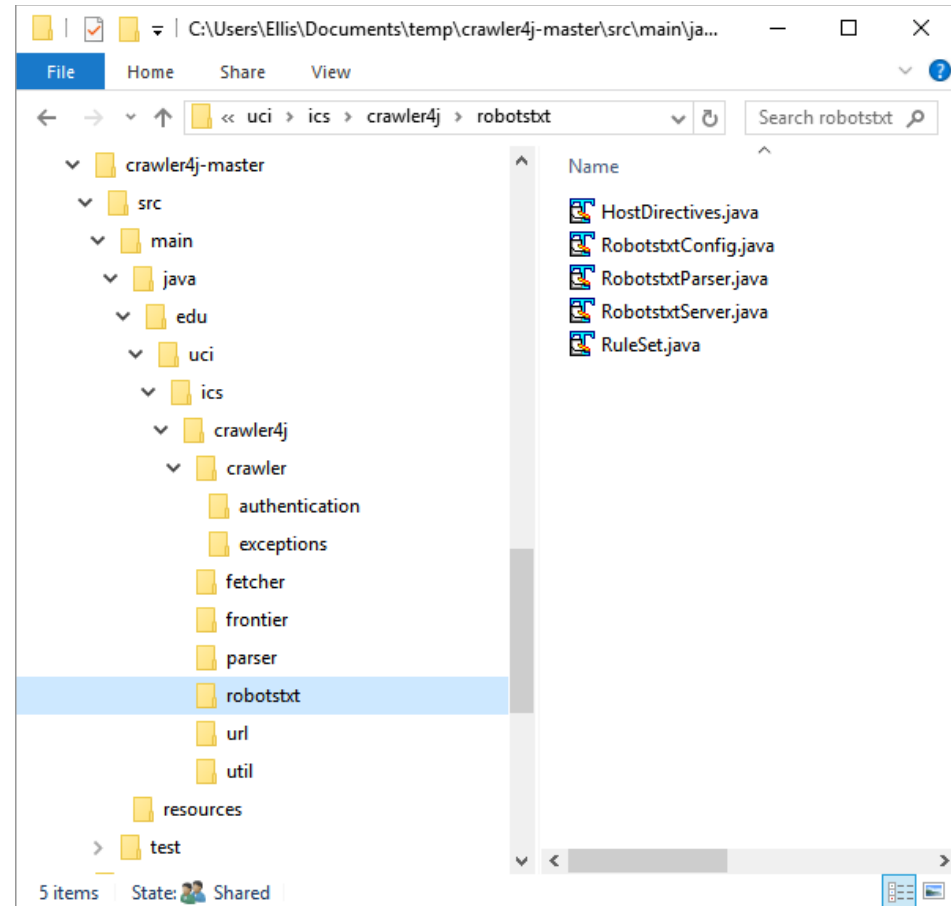 C:\Users\Ellis\Documents\temp\crawler4j-master\src\main\ja...
File Home Share View
« uci › ics › crawler4j › robotstxt
Search robotstxt
crawler4j-master
src
main
java
edu
uci
ics
crawler4j
crawler
authentication
exceptions
fetcher
frontier
parser
robotstxt
url
util
resources
test
Name
HostDirectives.java
RobotstxtConfig.java
RobotstxtParser.java
RobotstxtServer.java
RuleSet.java
5 items State: Shared